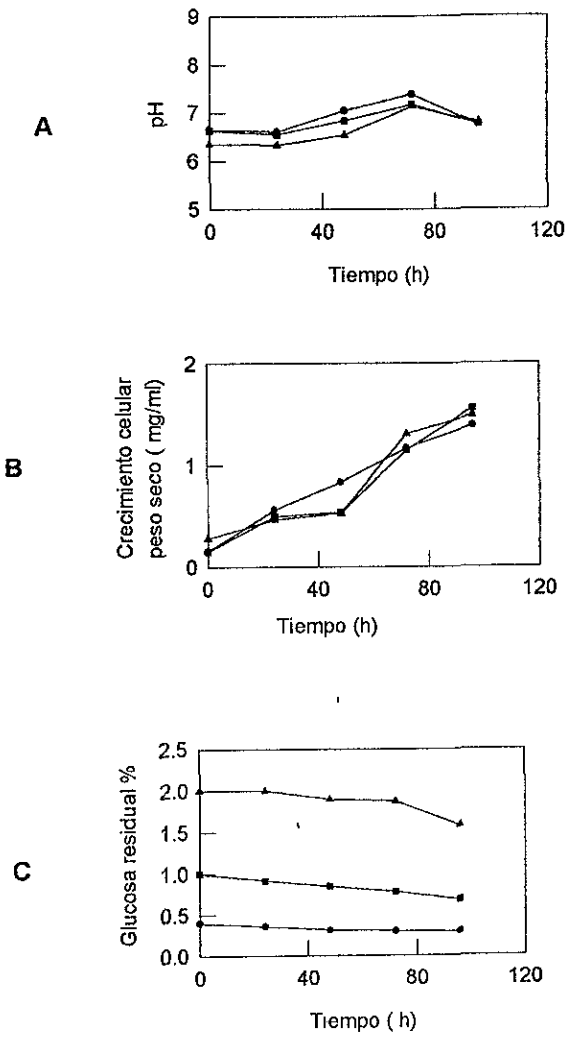 A
pH
9
8
7
6
5
0 40 80 120
Tiempo (h)
B
Crecimiento celular
peso seco ( mg/ml)
2
1
0
0 40 80 120
Tiempo (h)
C
Glucosa residual %
2.5
2.0
1.5
1.0
0.5
0.0
0 40 80 120
Tiempo ( h)